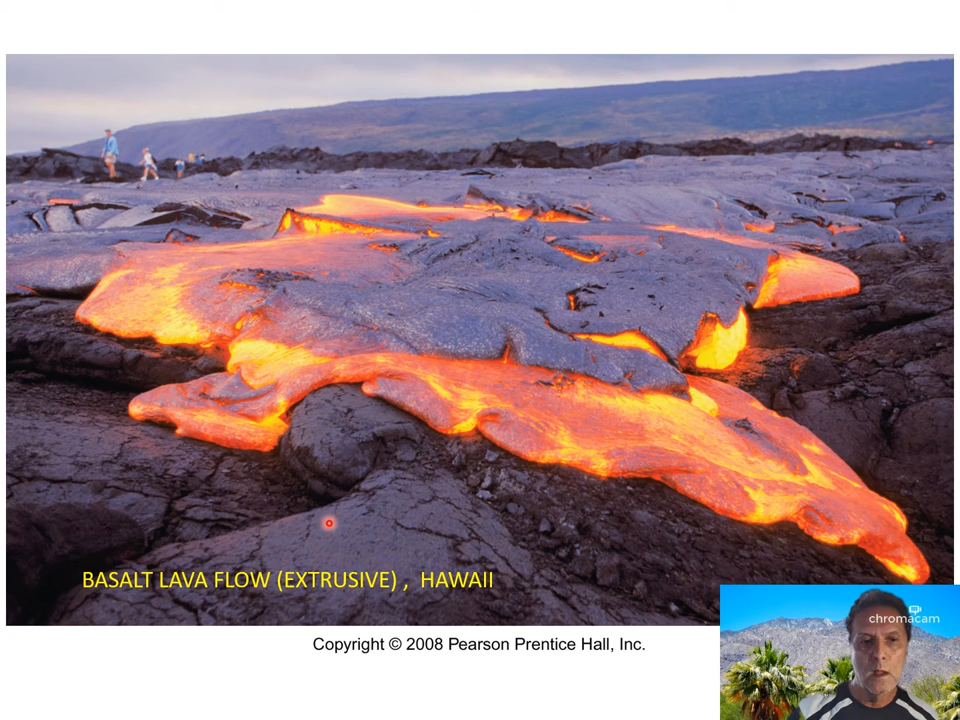 BASALT LAVA FLOW (EXTRUSIVE) ,  HAWAII
Copyright © 2008 Pearson Prentice Hall, Inc.
chromacam